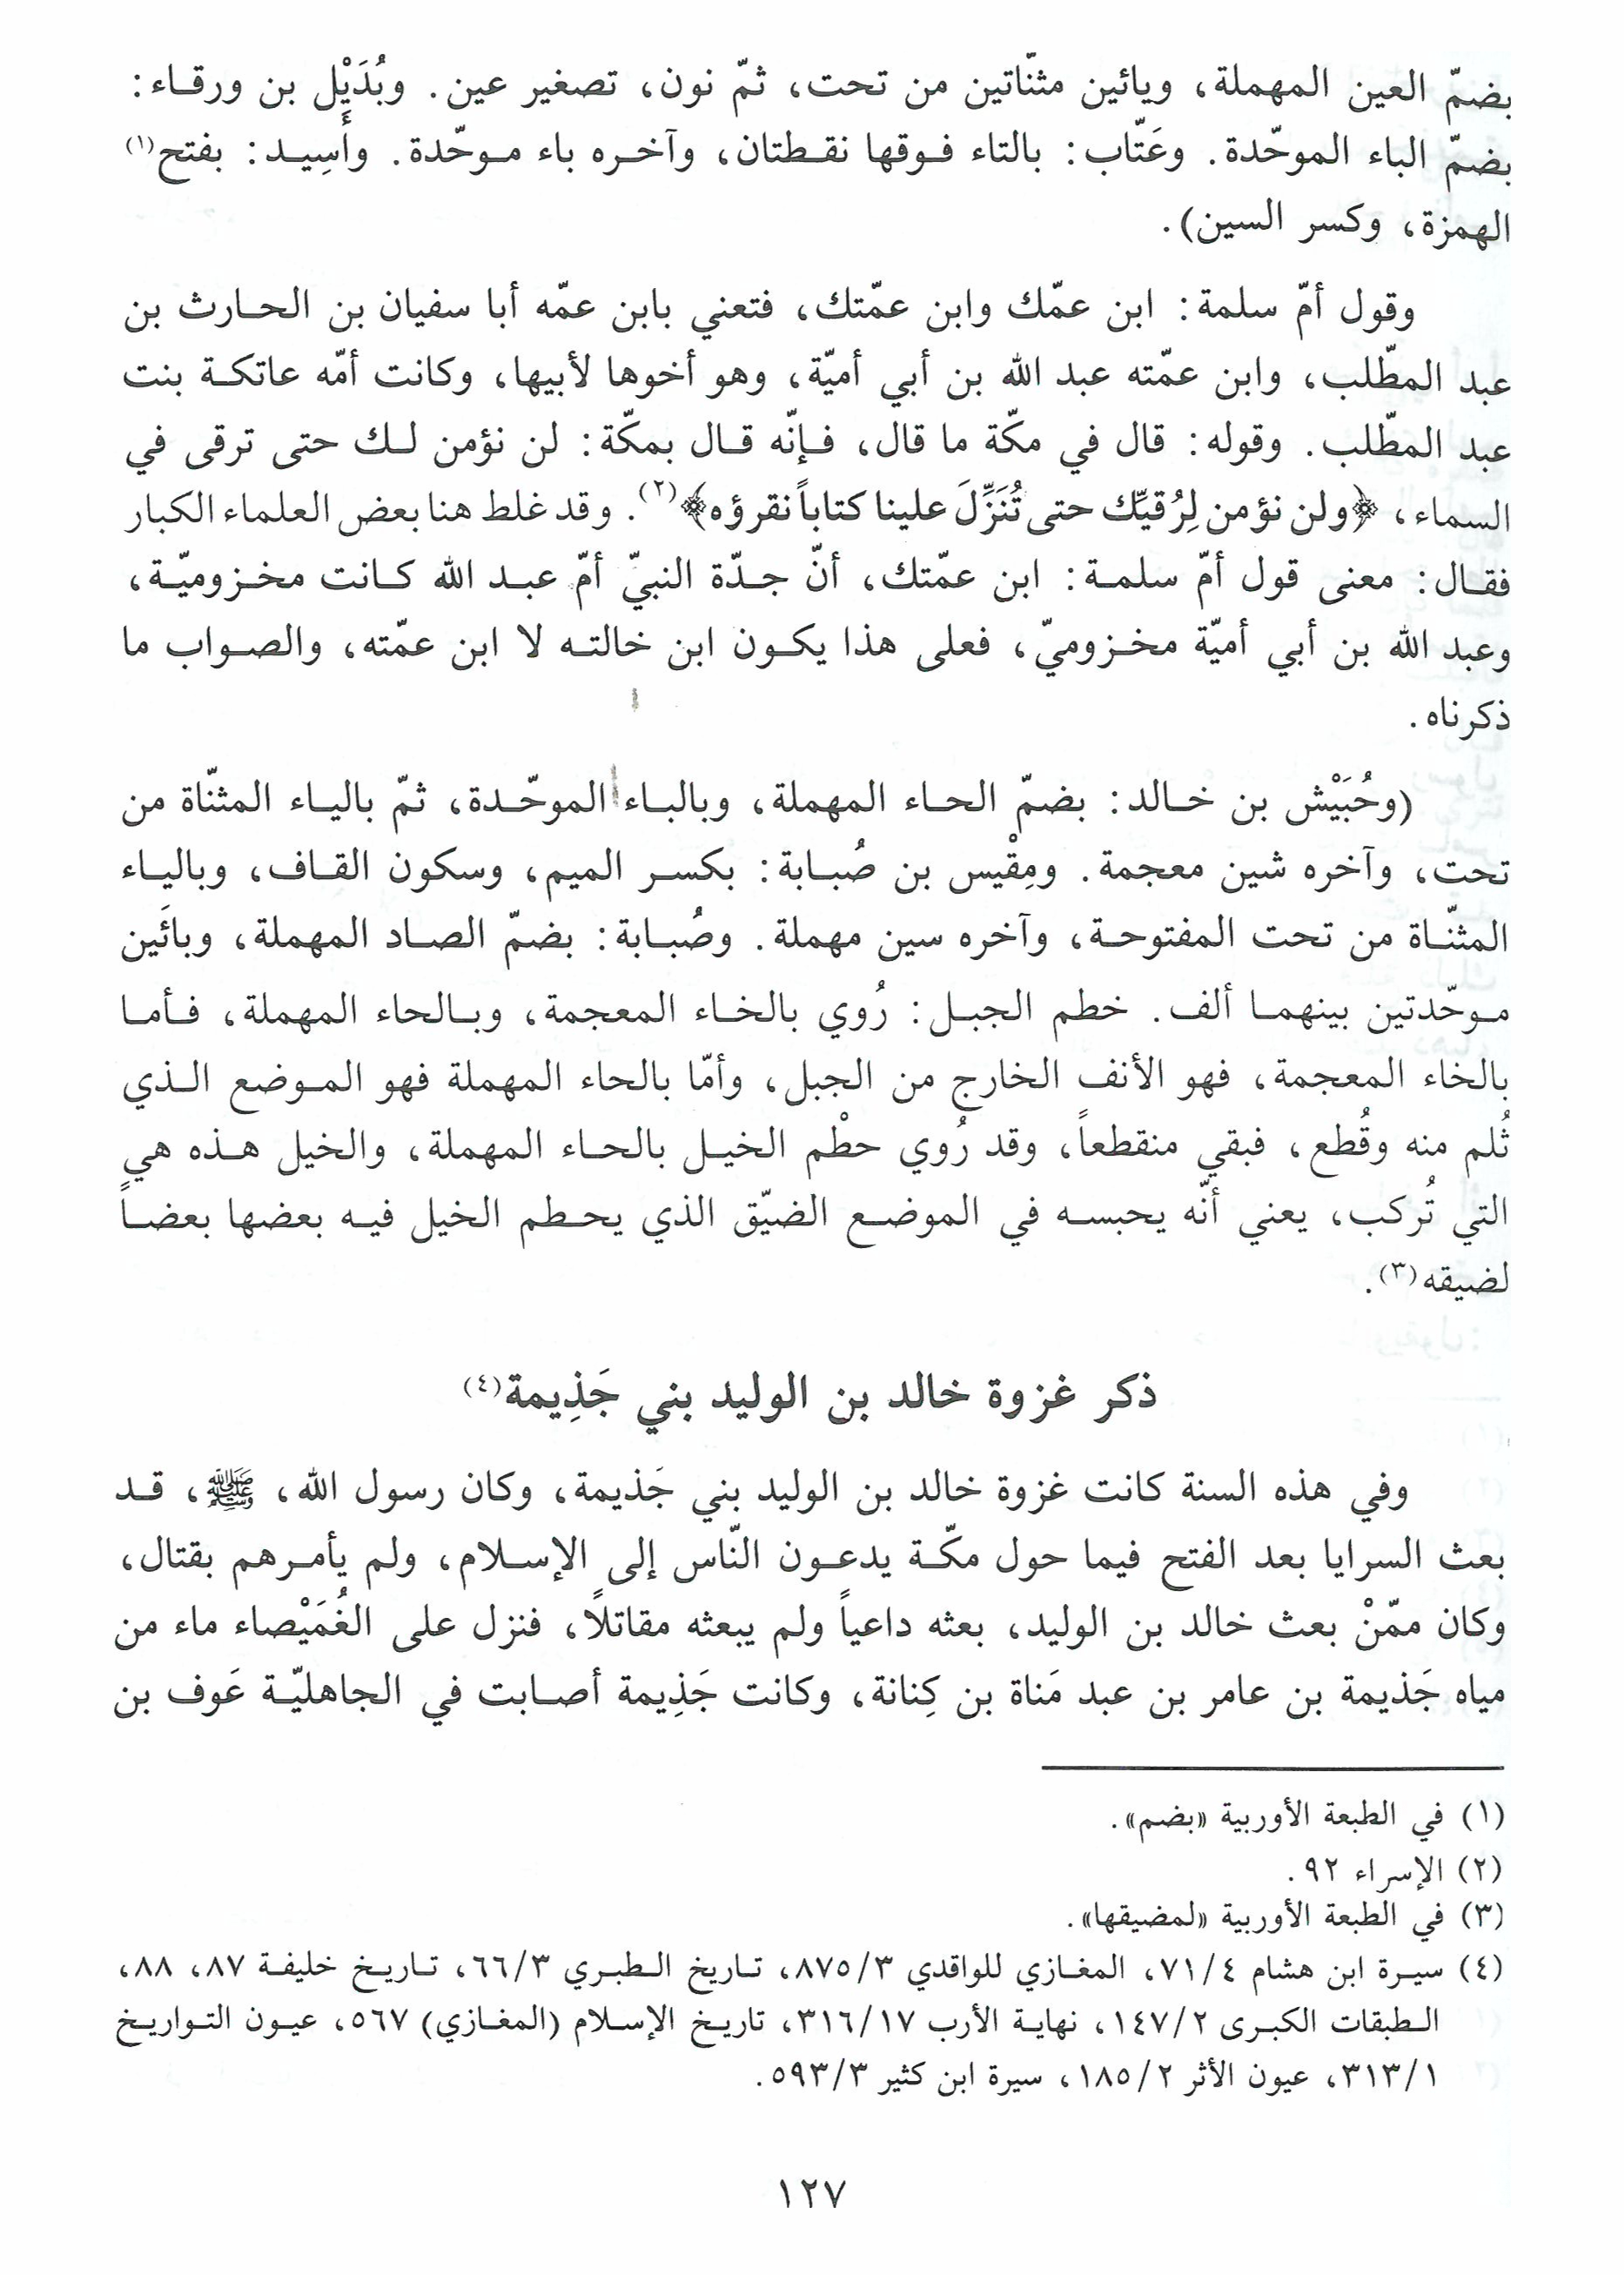 بضمّ العين المهملة، ويائين مثنّاتين من تحت، ثمّ نون، تصغير عين. وبُدَيْل بن ورقاء:
بضمّ الباء الموحّدة. وعَتّاب: بالتاء فوقها نقطتان، وآخره باء موحّدة. وأَسِيد: بفتح(١)
الهمزة، وكسر السين).
وقول أمّ سلمة: ابن عمّك وابن عمّتك، فتعني بابن عمّه أبا سفيان بن الحارث بن
عبد المطّلب، وابن عمّته عبد الله بن أبي أميّة، وهو أخوها لأبيها، وكانت أمّه عاتكة بنت
عبد المطّلب. وقوله: قال في مكّة ما قال، فإنّه قال بمكّة: لن نؤمن لك حتى ترقى في
السماء، ﴿ولن نؤمن لِرُقيِّك حتى تُنَزِّلَ علينا كتاباً نقرؤه﴾(٢). وقد غلط هنا بعض العلماء الكبار
فقال: معنى قول أمّ سلمة: ابن عمّتك، أنّ جدّة النبيّ أمّ عبد الله كانت مخزوميّة،
وعبد الله بن أبي أميّة مخزوميّ، فعلى هذا يكون ابن خالته لا ابن عمّته، والصواب ما
ذكرناه.
(وحُبَيْش بن خالد: بضمّ الحاء المهملة، وبالباء الموحّدة، ثمّ بالياء المثنّاة من
تحت، وآخره شين معجمة. ومِقْيس بن صُبابة: بكسر الميم، وسكون القاف، وبالياء
المثنّاة من تحت المفتوحة، وآخره سين مهملة. وصُبابة: بضمّ الصاد المهملة، وبائَين
موحّدتين بينهما ألف. خطم الجبل: رُوي بالخاء المعجمة، وبالحاء المهملة، فأما
بالخاء المعجمة، فهو الأنف الخارج من الجبل، وأمّا بالحاء المهملة فهو الموضع الذي
ثُلم منه وقُطع، فبقي منقطعاً، وقد رُوي حطْم الخيل بالحاء المهملة، والخيل هذه هي
التي تُركب، يعني أنّه يحبسه في الموضع الضيّق الذي يحطم الخيل فيه بعضها بعضاً
لضيقه(٣).
ذكر غزوة خالد بن الوليد بني جَذِيمة(٤)
وفي هذه السنة كانت غزوة خالد بن الوليد بني جَذيمة، وكان رسول الله، ﷺ، قد
بعث السرايا بعد الفتح فيما حول مكّة يدعون النّاس إلى الإسلام، ولم يأمرهم بقتال،
وكان ممّنْ بعث خالد بن الوليد، بعثه داعياً ولم يبعثه مقاتلاً، فنزل على الغُمَيْصاء ماء من
مياه جَذيمة بن عامر بن عبد مَناة بن كِنانة، وكانت جَذِيمة أصابت في الجاهليّة عَوف بن
(١) في الطبعة الأوربية «بضم».
(٢) الإسراء ٩٢.
(٣) في الطبعة الأوربية «لمضيقها».
(٤) سيرة ابن هشام ٧١/٤، المغازي للواقدي ٨٧٥/٣، تاريخ الطبري ٦٦/٣، تاريخ خليفة ٨٧، ٨٨،
الطبقات الكبرى ١٤٧/٢، نهاية الأرب ٣١٦/١٧، تاريخ الإسلام (المغازي) ٥٦٧، عيون التواريخ
٣١٣/١، عيون الأثر ١٨٥/٢، سيرة ابن كثير ٥٩٣/٣.
١٢٧